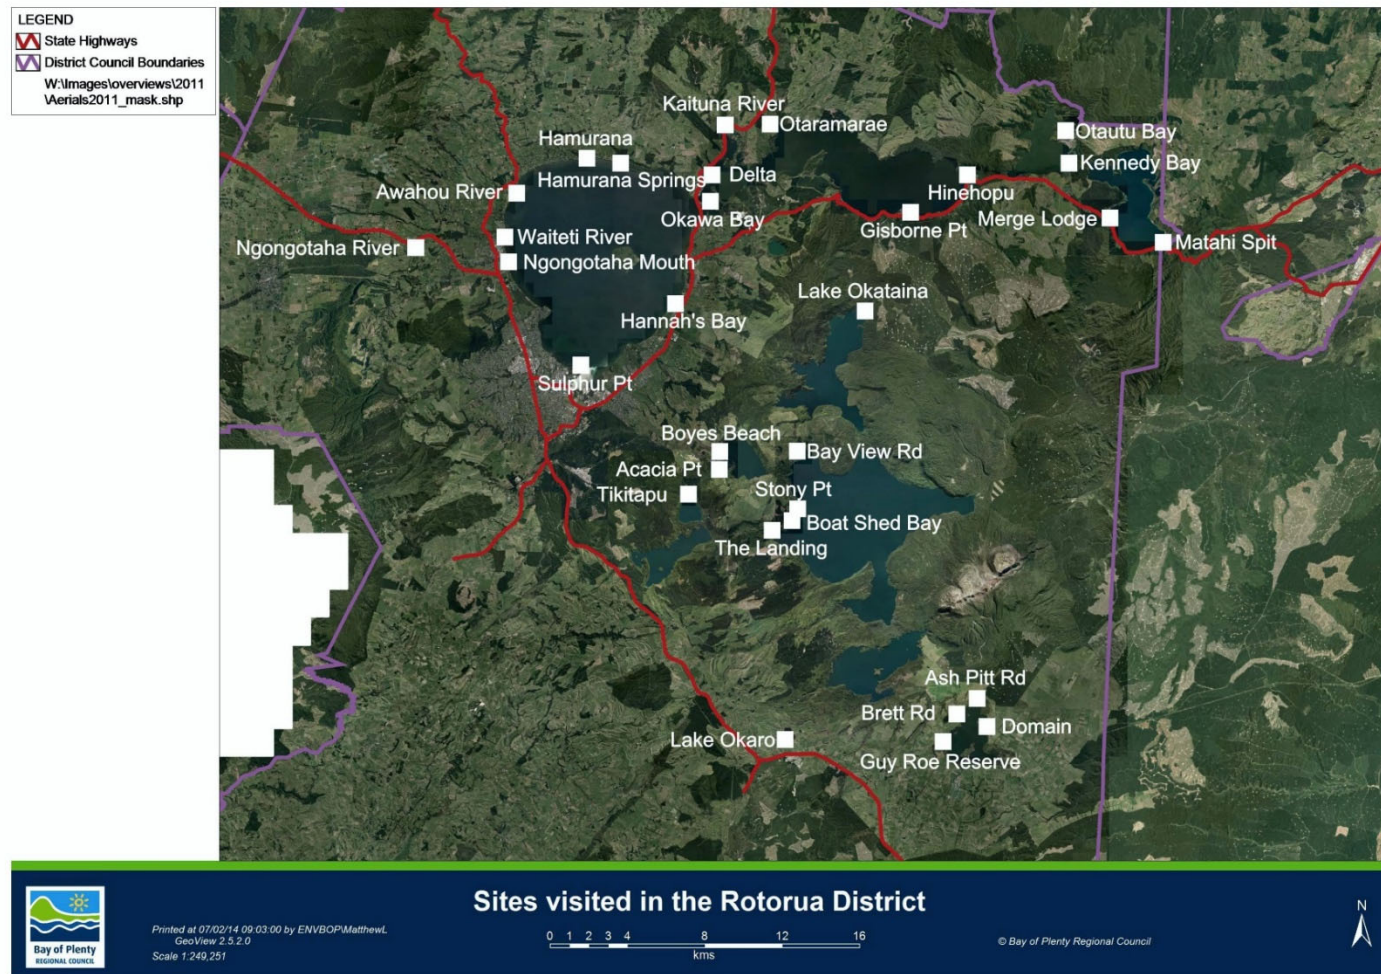 LEGEND
State Highways
District Council Boundaries
W:\Images\overviews\2011
\Aerials2011_mask.shp
Kaituna River
Otaramarae
Otautu Bay
Hamurana
Kennedy Bay
Hamurana Springs
Delta
Hinehopu
Awahou River
Okawa Bay
Gisborne Pt
Merge Lodge
Waiteti River
Matahi Spit
Ngongotaha River
Ngongotaha Mouth
Lake Okataina
Hannah's Bay
Sulphur Pt
Boyes Beach
Bay View Rd
Acacia Pt
Tikitapu
Stony Pt
Boat Shed Bay
The Landing
Ash Pitt Rd
Brett Rd
Domain
Lake Okaro
Guy Roe Reserve
Sites visited in the Rotorua District
Bay of Plenty
REGIONAL COUNCIL
Printed at 07/02/14 09:03:00 by ENVBOP\MatthewL
GeoView 2.5.2.0
Scale 1:249,251
0 1 2 3 4 8 12 16
kms
© Bay of Plenty Regional Council
N